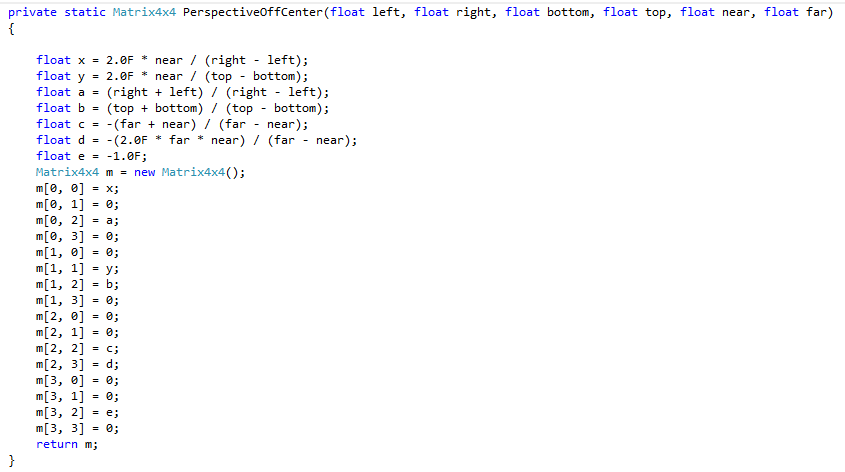 private static Matrix4x4 PerspectiveOffCenter(float left, float right, float bottom, float top, float near, float far)
{
float x = 2.0F * near / (right - left);
float y = 2.0F * near / (top - bottom);
float a = (right + left) / (right - left);
float b = (top + bottom) / (top - bottom);
float c = -(far + near) / (far - near);
float d = -(2.0F * far * near) / (far - near);
float e = -1.0F;
Matrix4x4 m = new Matrix4x4();
m[0, 0] = x;
m[0, 1] = 0;
m[0, 2] = a;
m[0, 3] = 0;
m[1, 0] = 0;
m[1, 1] = y;
m[1, 2] = b;
m[1, 3] = 0;
m[2, 0] = 0;
m[2, 1] = 0;
m[2, 2] = c;
m[2, 3] = d;
m[3, 0] = 0;
m[3, 1] = 0;
m[3, 2] = e;
m[3, 3] = 0;
return m;
}